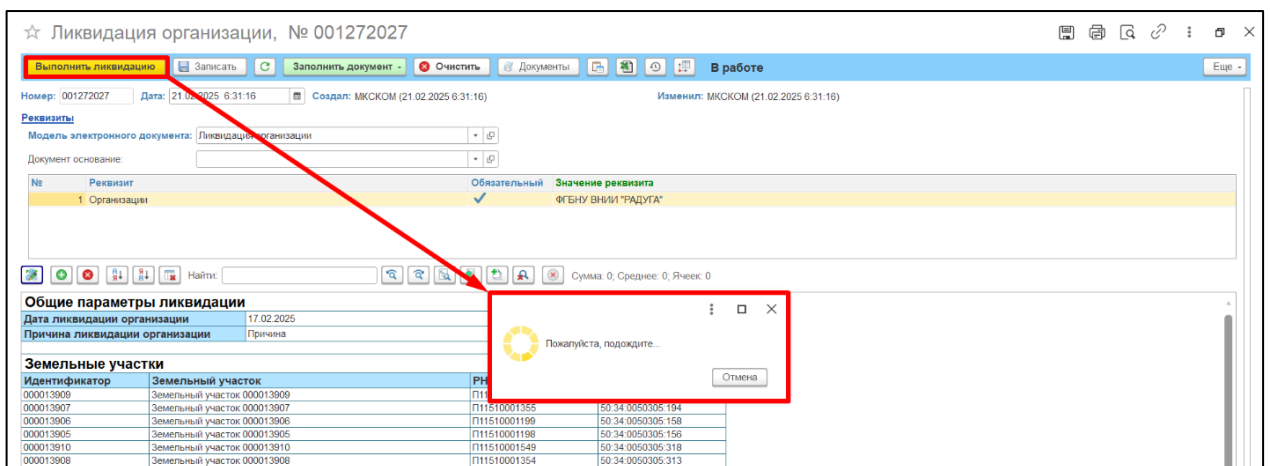 Ликвидация организации, № 001272027
Выполнить ликвидацию Записать Заполнить документ Очистить Документы В работе Еще
Номер: 001272027 Дата: 21.02.2025 6:31:16 Создал: МКСКОМ (21.02.2025 6:31:16) Изменил: МКСКОМ (21.02.2025 6:31:16)
Реквизиты
Модель электронного документа: Ликвидация организации
Документ основание:
№ Реквизит Обязательный Значение реквизита
1 Организации ФГБНУ ВНИИ "РАДУГА"
Найти: Сумма: 0; Среднее: 0; Ячеек: 0
Общие параметры ликвидации
Дата ликвидации организации 17.02.2025
Причина ликвидации организации Причина
Пожалуйста, подождите...
Отмена
Земельные участки
Идентификатор Земельный участок РН
000013909 Земельный участок 000013909 П11
000013907 Земельный участок 000013907 П11510001355 50:34:0050305:194
000013906 Земельный участок 000013906 П11510001199 50:34:0050305:158
000013905 Земельный участок 000013905 П11510001198 50:34:0050305:156
000013910 Земельный участок 000013910 П11510001549 50:34:0050305:318
000013908 Земельный участок 000013908 П11510001354 50:34:0050305:313